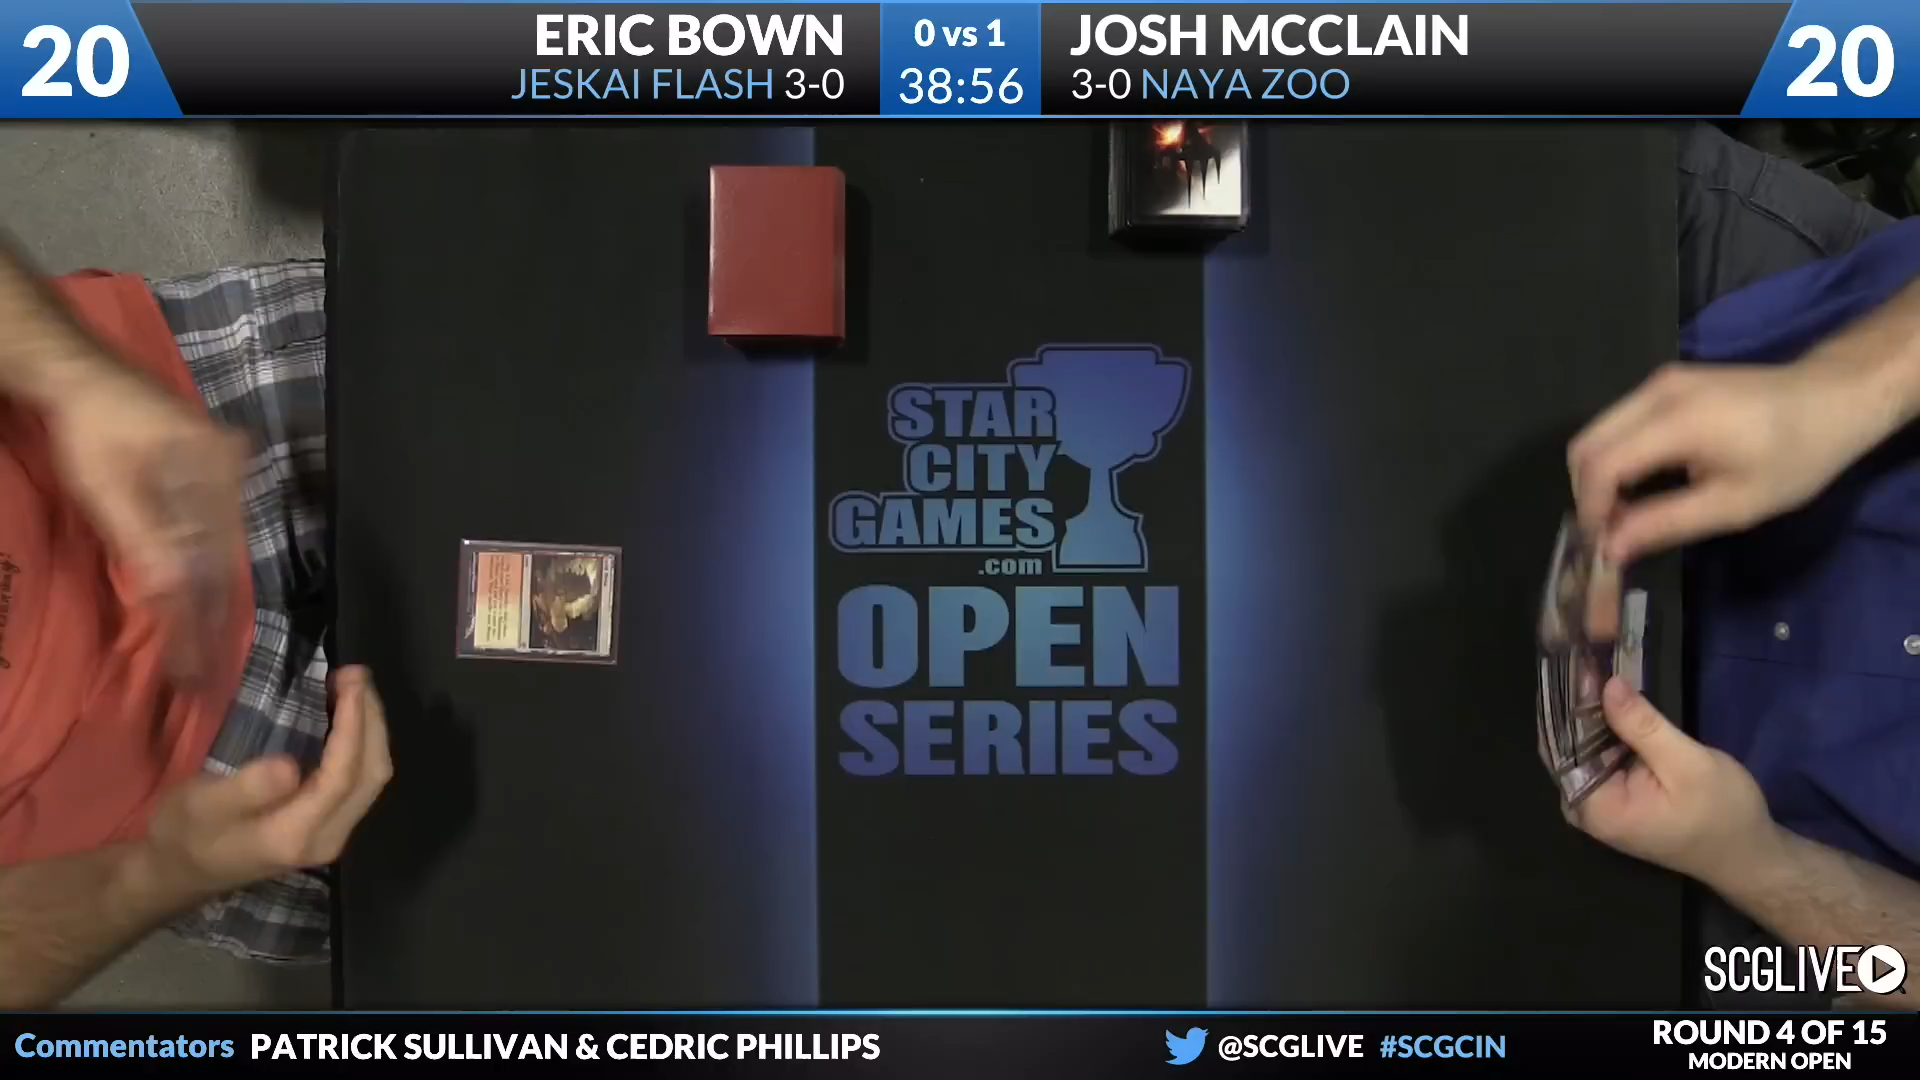 20
ERIC BOWN
JESKAI FLASH 3-0
0 vs 1
38:56
JOSH MCCLAIN
3-0 NAYA ZOO
20
STAR
CITY
GAMES
.com
OPEN
SERIES
SCGLIVE
Commentators PATRICK SULLIVAN & CEDRIC PHILLIPS
@SCGLIVE #SCGCIN
ROUND 4 OF 15
MODERN OPEN